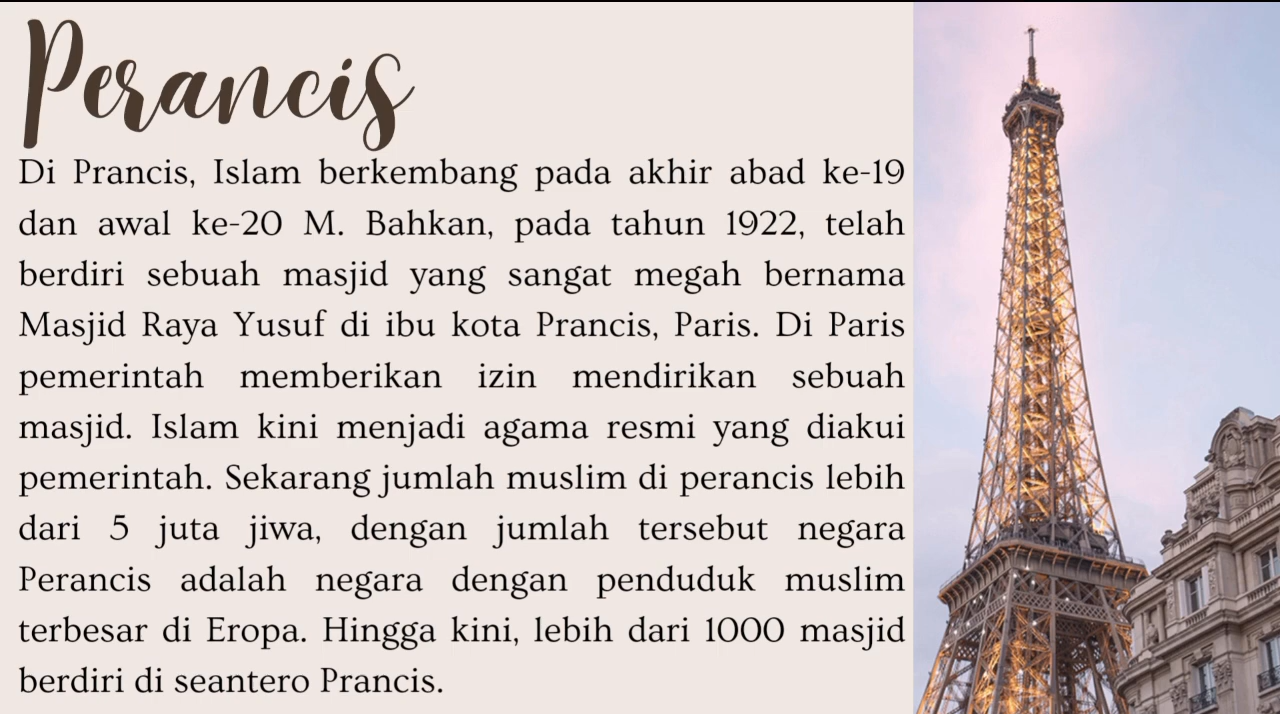 Perancis
Di Prancis, Islam berkembang pada akhir abad ke-19
dan awal ke-20 M. Bahkan, pada tahun 1922, telah
berdiri sebuah masjid yang sangat megah bernama
Masjid Raya Yusuf di ibu kota Prancis, Paris. Di Paris
pemerintah memberikan izin mendirikan sebuah
masjid. Islam kini menjadi agama resmi yang diakui
pemerintah. Sekarang jumlah muslim di perancis lebih
dari 5 juta jiwa, dengan jumlah tersebut negara
Perancis adalah negara dengan penduduk muslim
terbesar di Eropa. Hingga kini, lebih dari 1000 masjid
berdiri di seantero Prancis.